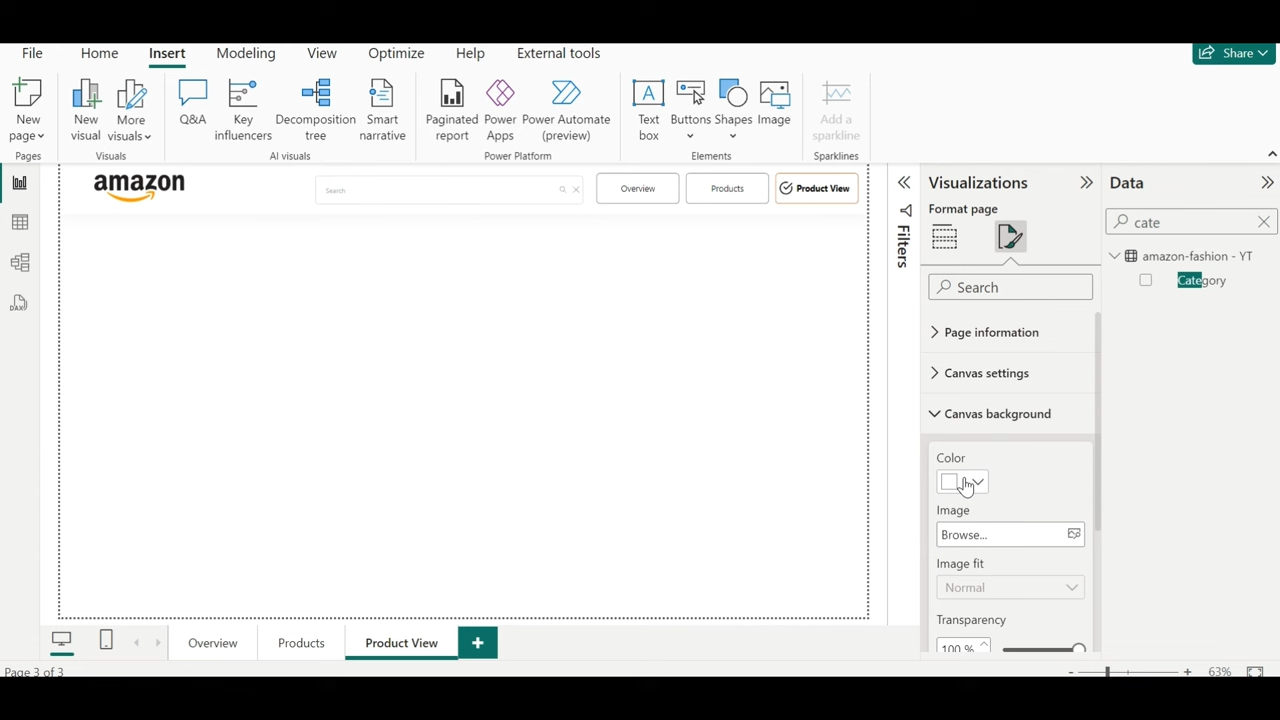 File Home Insert Modeling View Optimize Help External tools Share
New page
New visual
More visuals
Q&A
Key influencers
Decomposition tree
Smart narrative
Paginated report
Power Apps
Power Automate (preview)
Text box
Buttons
Shapes
Image
Add a sparkline
Pages Visuals AI visuals Power Platform Elements Sparklines
amazon
Search
Overview
Products
Product View
Filters
Visualizations
Format page
Search
Page information
Canvas settings
Canvas background
Color
Image
Browse...
Image fit
Normal
Transparency
100 %
Data
cate
amazon-fashion - YT
Category
DAX
Overview Products Product View
Page 3 of 3
63%